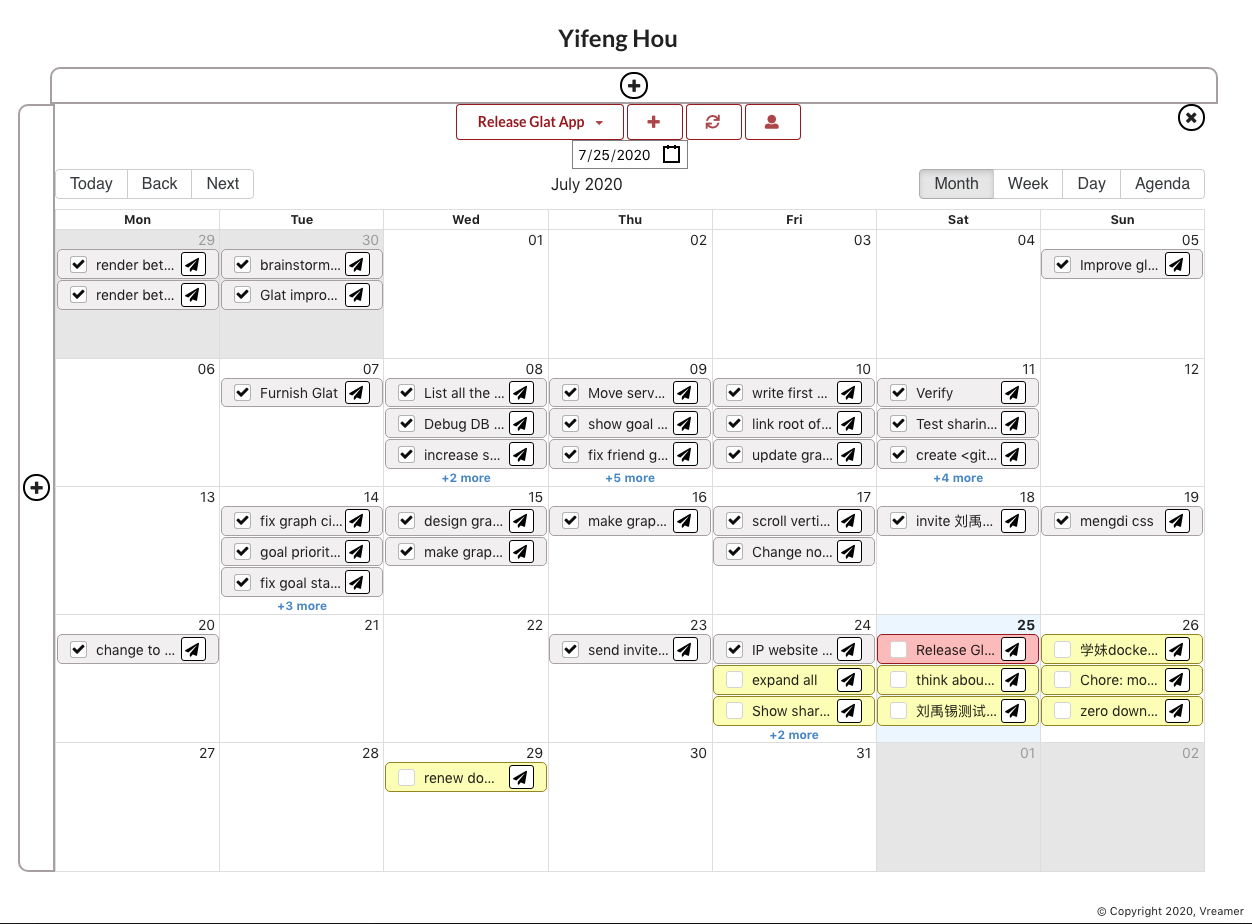 Yifeng Hou
Release Glat App
7/25/2020
Today Back Next
July 2020
Month Week Day Agenda
Mon Tue Wed Thu Fri Sat Sun
29 30 01 02 03 04 05
render bet... brainstorm... Improve gl...
render bet... Glat impro...
06 07 08 09 10 11 12
Furnish Glat List all the ... Move serv... write first ... Verify
Debug DB ... show goal ... link root of... Test sharin...
increase s... fix friend g... update gra... create <git...
+2 more +5 more +4 more
13 14 15 16 17 18 19
fix graph ci... design gra... make grap... scroll verti... invite 刘禹... mengdi css
goal priorit... make grap... Change no...
fix goal sta...
+3 more
20 21 22 23 24 25 26
change to ... send invite... IP website ... Release Gl... 学妹docke...
expand all think abou... Chore: mo...
Show shar... 刘禹锡测试... zero down...
+2 more
27 28 29 30 31 01 02
renew do...
© Copyright 2020, Vreamer